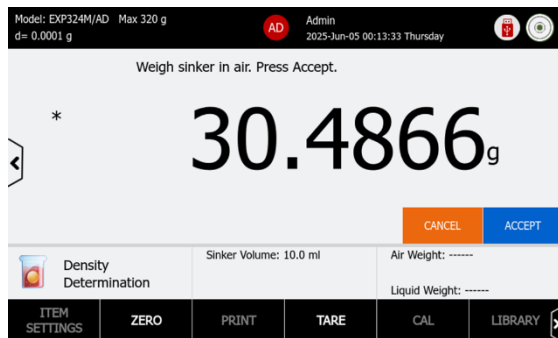 Model: EXP324M/AD Max 320 g
d= 0.0001 g
AD
Admin
2025-Jun-05 00:13:33 Thursday
Weigh sinker in air. Press Accept.
*
30.4866 g
CANCEL
ACCEPT
Density
Determination
Sinker Volume: 10.0 ml
Air Weight: ------
Liquid Weight: ------
ITEM
SETTINGS
ZERO
PRINT
TARE
CAL
LIBRARY